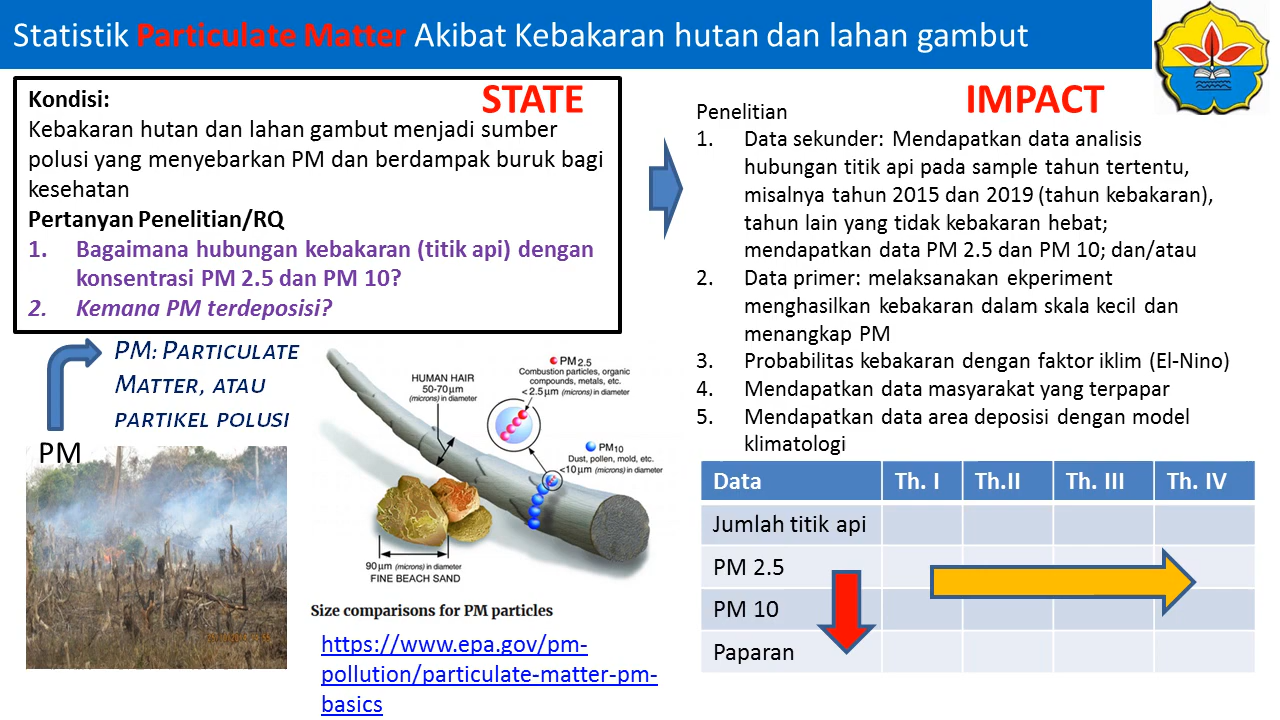 Statistik Particulate Matter Akibat Kebakaran hutan dan lahan gambut
Kondisi:
STATE
Kebakaran hutan dan lahan gambut menjadi sumber
polusi yang menyebarkan PM dan berdampak buruk bagi
kesehatan
Pertanyan Penelitian/RQ
1. Bagaimana hubungan kebakaran (titik api) dengan
konsentrasi PM 2.5 dan PM 10?
2. Kemana PM terdeposisi?
IMPACT
Penelitian
1. Data sekunder: Mendapatkan data analisis
hubungan titik api pada sample tahun tertentu,
misalnya tahun 2015 dan 2019 (tahun kebakaran),
tahun lain yang tidak kebakaran hebat;
mendapatkan data PM 2.5 dan PM 10; dan/atau
2. Data primer: melaksanakan ekperiment
menghasilkan kebakaran dalam skala kecil dan
menangkap PM
3. Probabilitas kebakaran dengan faktor iklim (El-Nino)
4. Mendapatkan data masyarakat yang terpapar
5. Mendapatkan data area deposisi dengan model
klimatologi
PM: PARTICULATE
MATTER, ATAU
PARTIKEL POLUSI
PM
HUMAN HAIR
50-70μm
(microns) in diameter
PM2.5
Combustion particles, organic
compounds, metals, etc.
<2.5μm (microns) in diameter
PM10
Dust, pollen, mold, etc.
<10μm (microns) in diameter
90μm (microns) in diameter
FINE BEACH SAND
Size comparisons for PM particles
https://www.epa.gov/pm-
pollution/particulate-matter-pm-
basics
Data Th. I Th.II Th. III Th. IV
Jumlah titik api
PM 2.5
PM 10
Paparan